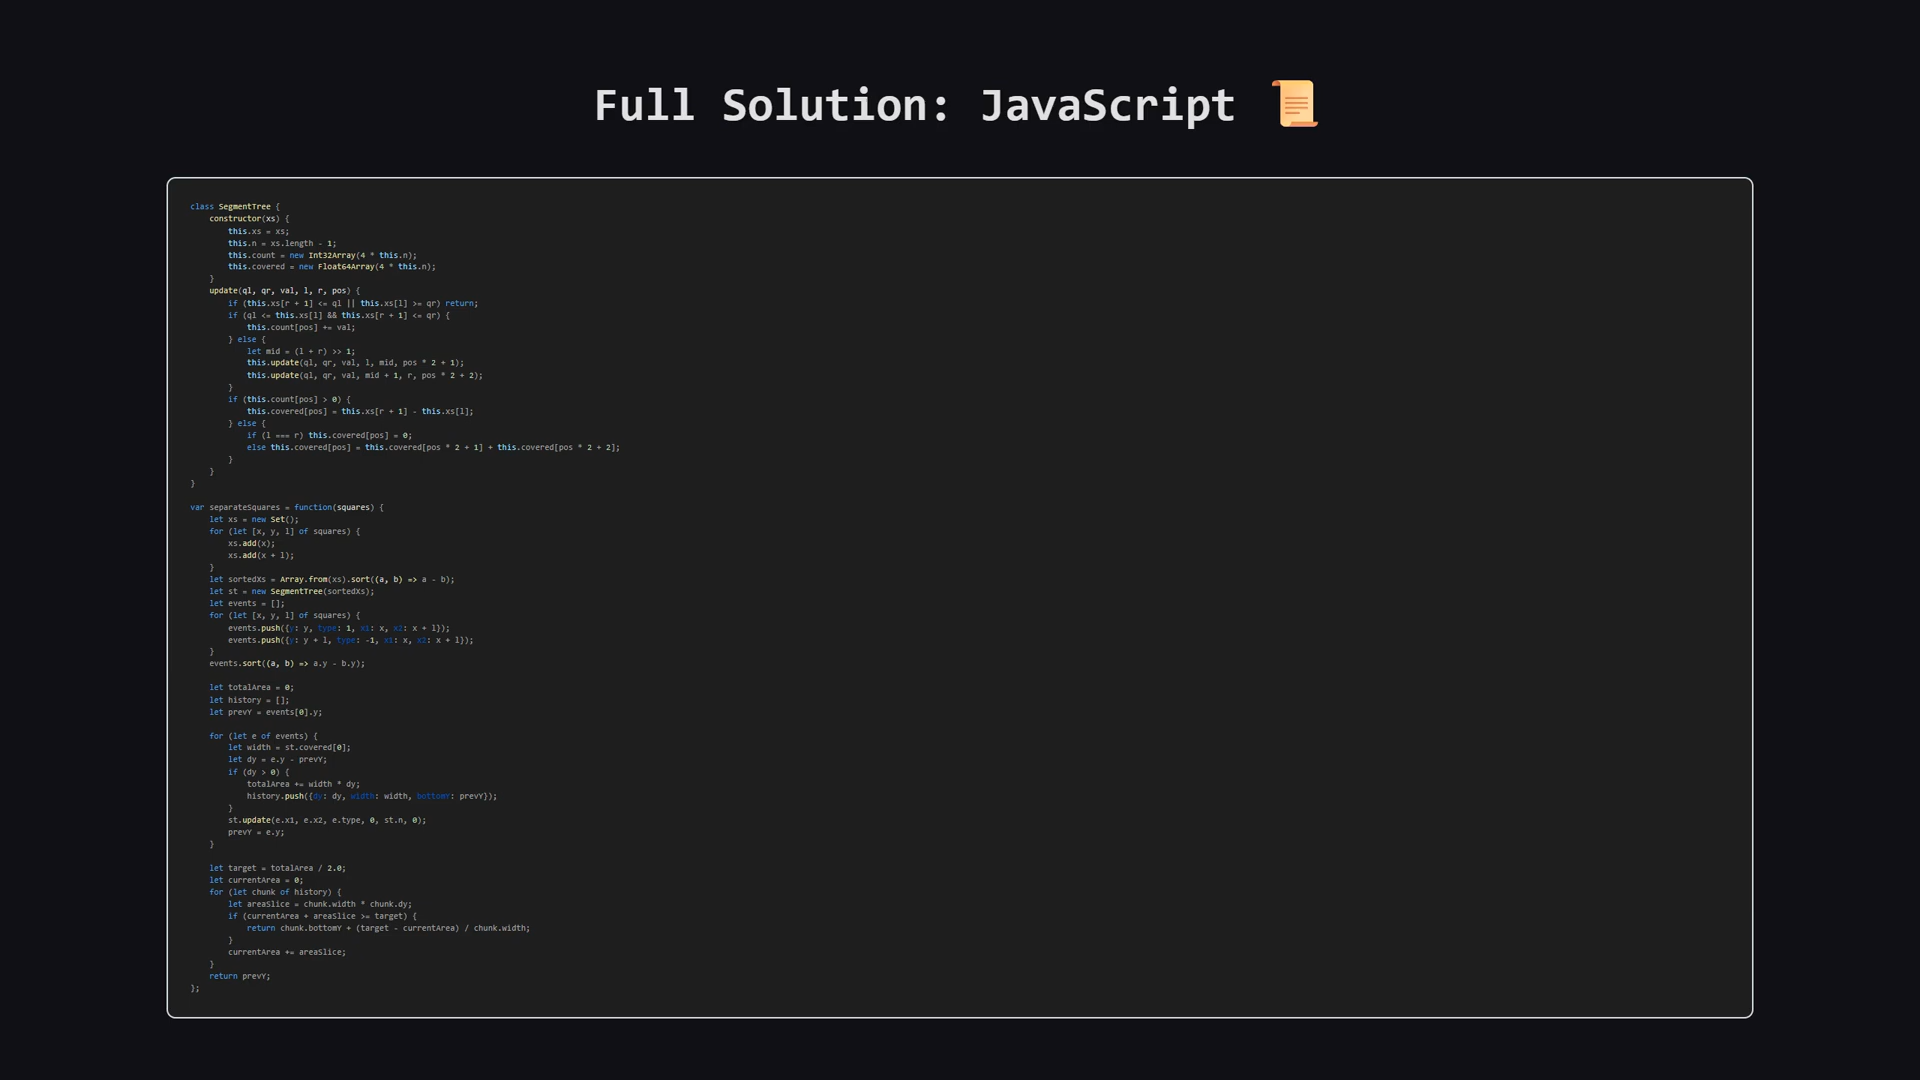 Full Solution: JavaScript 📜
class SegmentTree {
    constructor(xs) {
        this.xs = xs;
        this.n = xs.length - 1;
        this.count = new Int32Array(4 * this.n);
        this.covered = new Float64Array(4 * this.n);
    }
    update(ql, qr, val, l, r, pos) {
        if (this.xs[r + 1] <= ql || this.xs[l] >= qr) return;
        if (ql <= this.xs[l] && this.xs[r + 1] <= qr) {
            this.count[pos] += val;
        } else {
            let mid = (l + r) >> 1;
            this.update(ql, qr, val, l, mid, pos * 2 + 1);
            this.update(ql, qr, val, mid + 1, r, pos * 2 + 2);
        }
        if (this.count[pos] > 0) {
            this.covered[pos] = this.xs[r + 1] - this.xs[l];
        } else {
            if (l === r) this.covered[pos] = 0;
            else this.covered[pos] = this.covered[pos * 2 + 1] + this.covered[pos * 2 + 2];
        }
    }
}

var separateSquares = function(squares) {
    let xs = new Set();
    for (let [x, y, l] of squares) {
        xs.add(x);
        xs.add(x + l);
    }
    let sortedXs = Array.from(xs).sort((a, b) => a - b);
    let st = new SegmentTree(sortedXs);
    let events = [];
    for (let [x, y, l] of squares) {
        events.push({y: y, type: 1, x1: x, x2: x + l});
        events.push({y: y + l, type: -1, x1: x, x2: x + l});
    }
    events.sort((a, b) => a.y - b.y);

    let totalArea = 0;
    let history = [];
    let prevY = events[0].y;

    for (let e of events) {
        let width = st.covered[0];
        let dy = e.y - prevY;
        if (dy > 0) {
            totalArea += width * dy;
            history.push({dy: dy, width: width, bottomY: prevY});
        }
        st.update(e.x1, e.x2, e.type, 0, st.n, 0);
        prevY = e.y;
    }

    let target = totalArea / 2.0;
    let currentArea = 0;
    for (let chunk of history) {
        let areaSlice = chunk.width * chunk.dy;
        if (currentArea + areaSlice >= target) {
            return chunk.bottomY + (target - currentArea) / chunk.width;
        }
        currentArea += areaSlice;
    }
    return prevY;
};